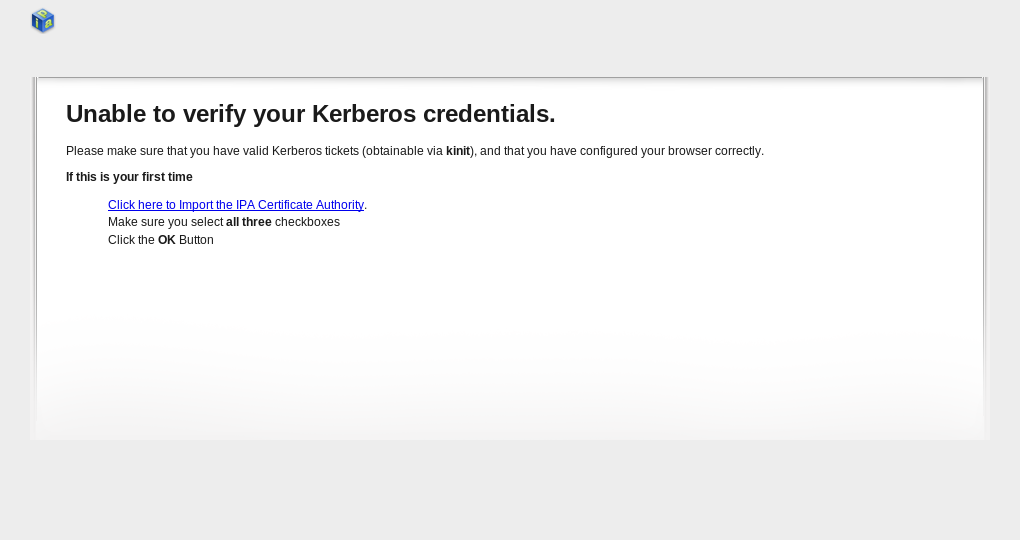 Unable to verify your Kerberos credentials.
Please make sure that you have valid Kerberos tickets (obtainable via kinit), and that you have configured your browser correctly.
If this is your first time
Click here to Import the IPA Certificate Authority.
Make sure you select all three checkboxes
Click the OK Button